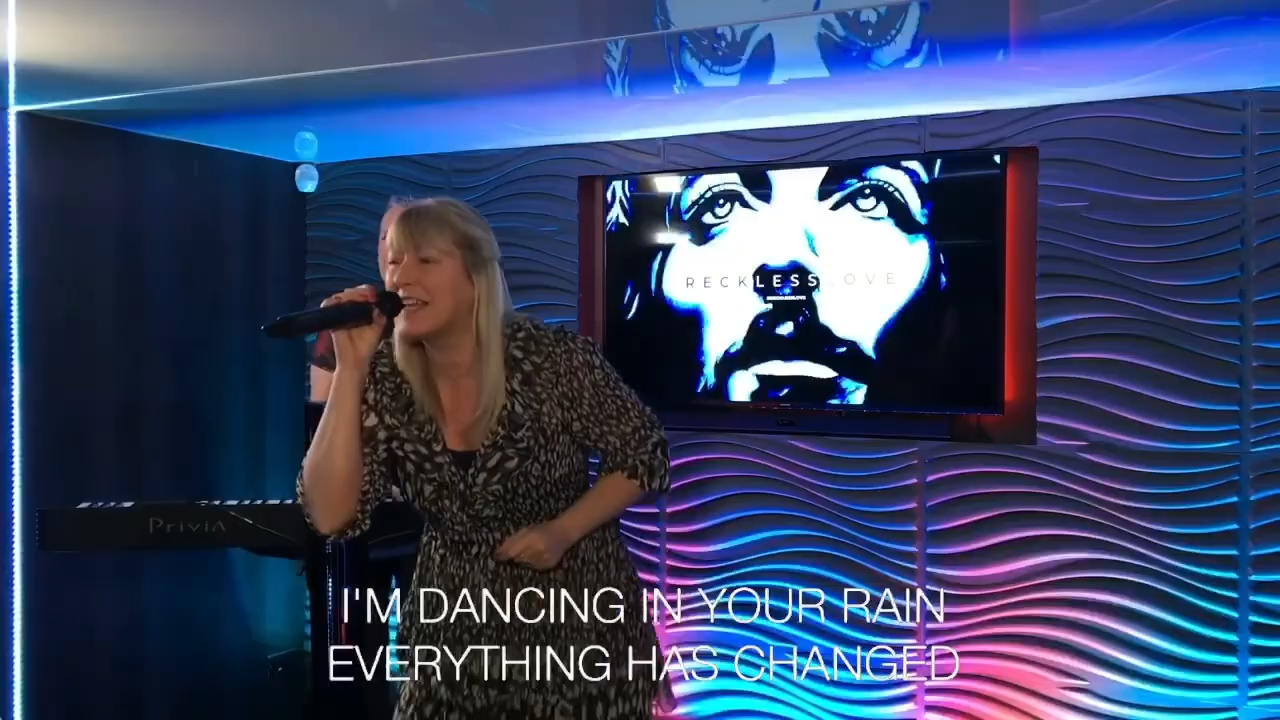 RECKLESS LOVE
Privia
I'M DANCING IN YOUR RAIN
EVERYTHING HAS CHANGED